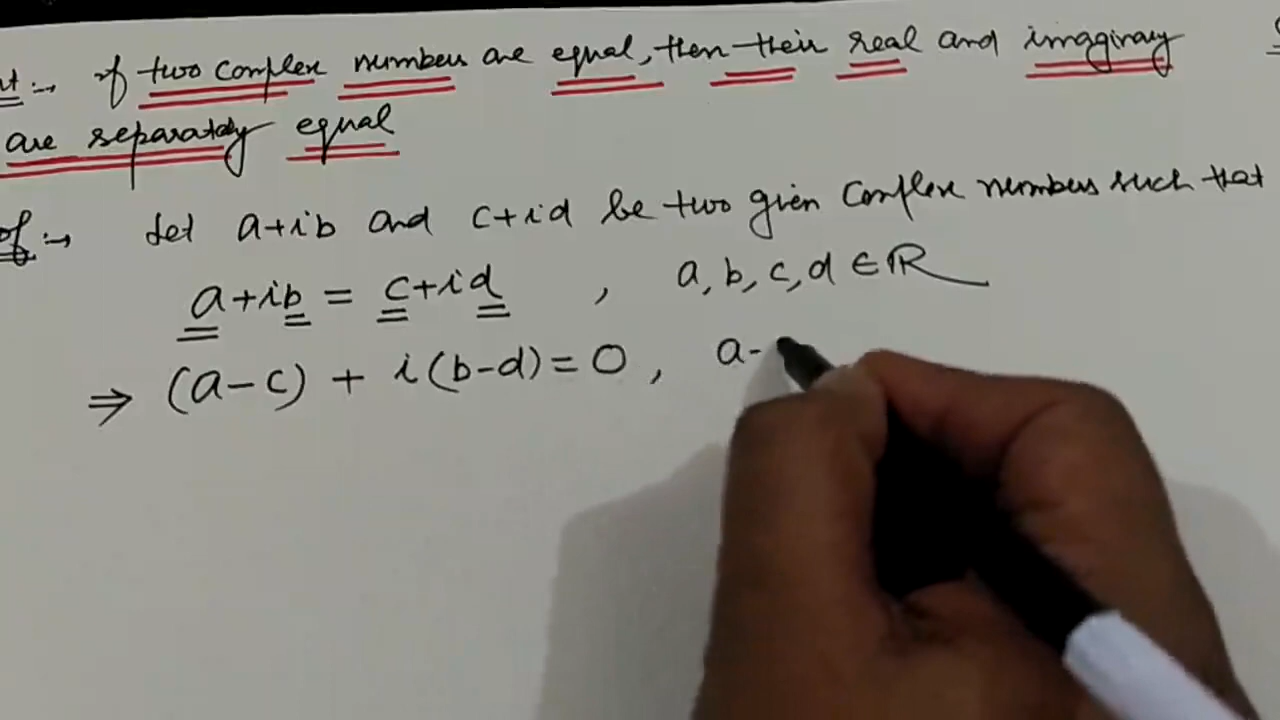 If two complex numbers are equal, then their real and imaginary
are separately equal
Let a+ib and c+id be two given Complex numbers such that
a+ib = c+id , a, b, c, d ∈ R
⇒ (a-c) + i(b-d) = 0, a-